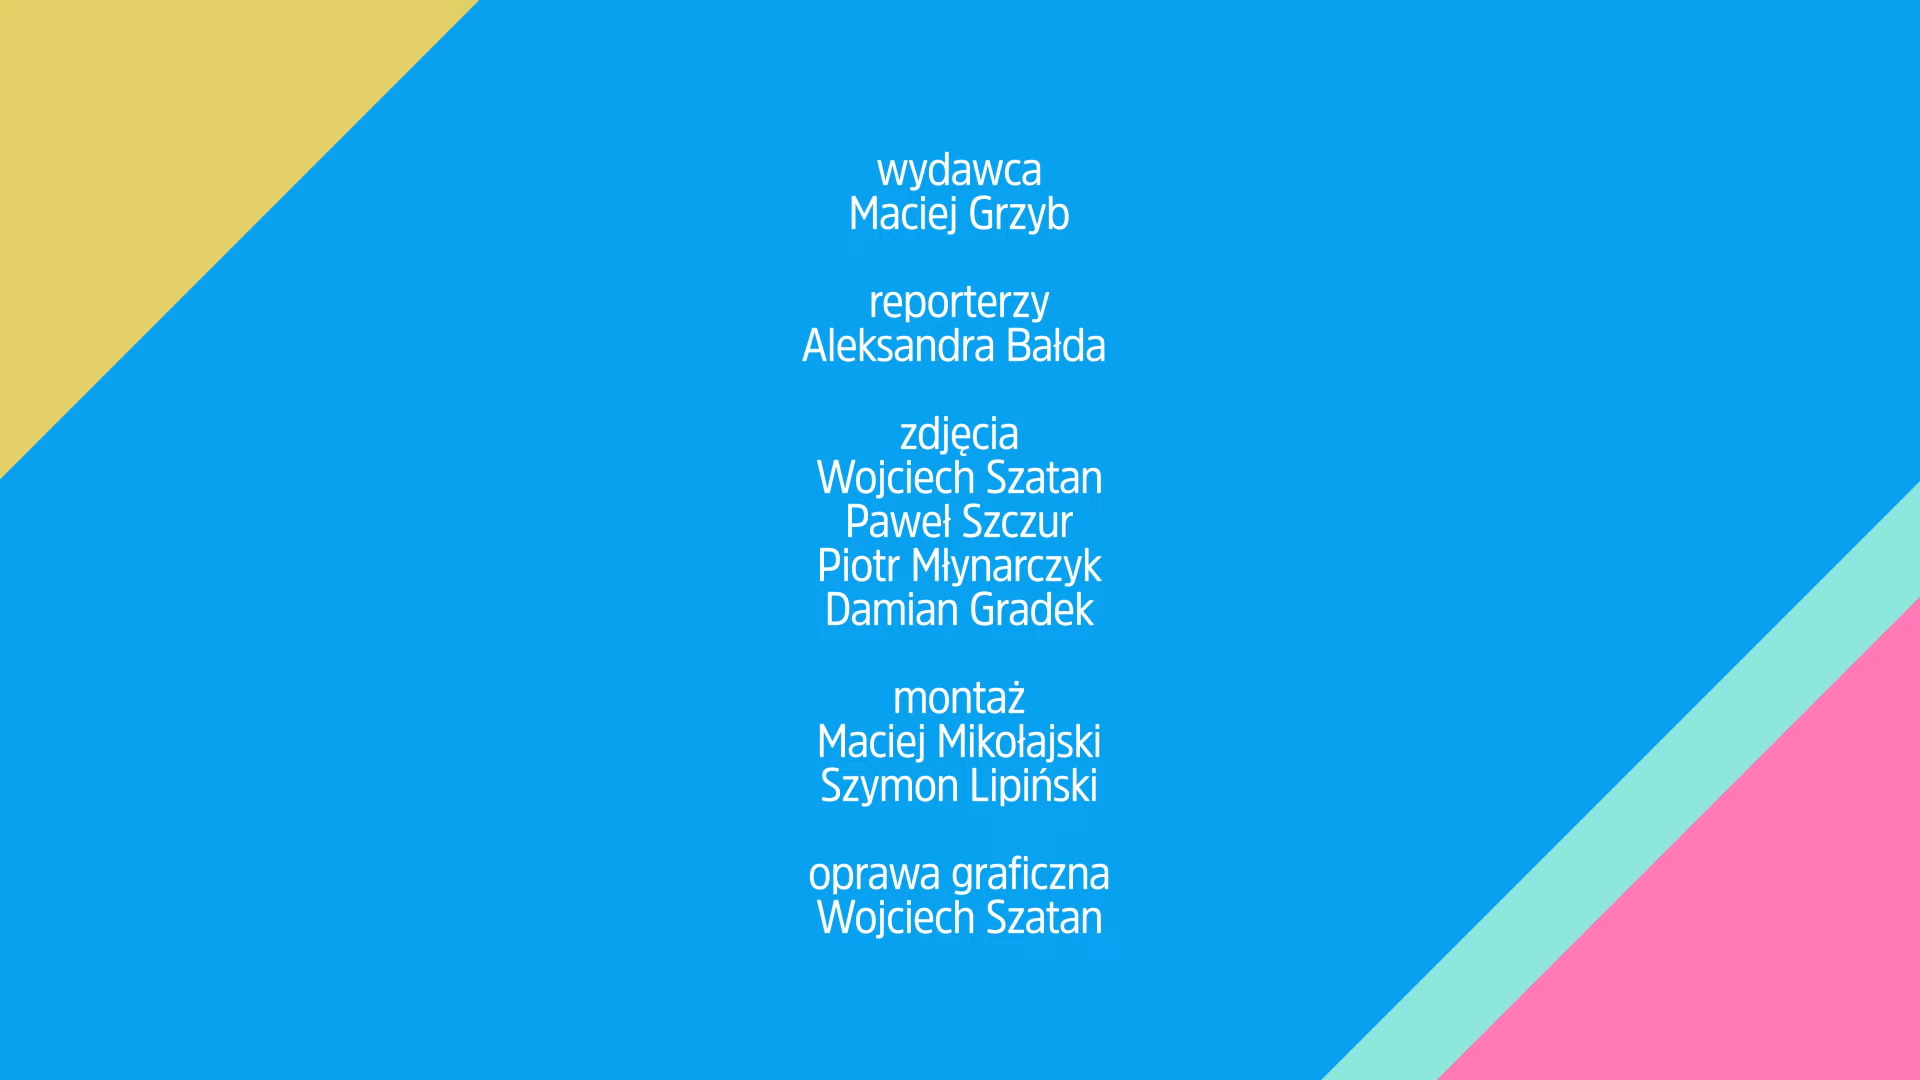 wydawca
Maciej Grzyb
reporterzy
Aleksandra Bałda
zdjęcia
Wojciech Szatan
Paweł Szczur
Piotr Młynarczyk
Damian Gradek
montaż
Maciej Mikołajski
Szymon Lipiński
oprawa graficzna
Wojciech Szatan